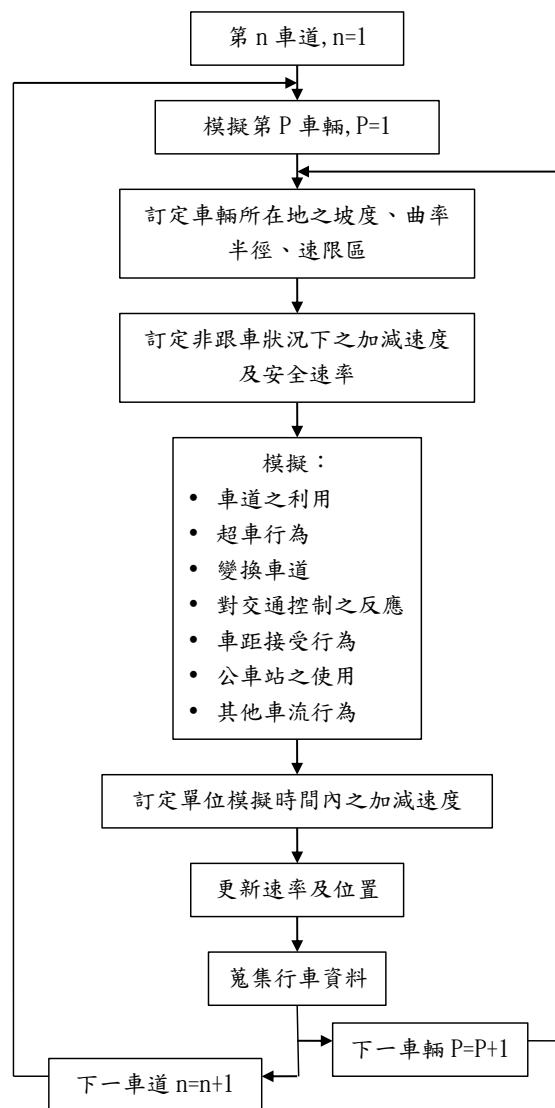 第 n 車道, n=1
模擬第 P 車輛, P=1
訂定車輛所在地之坡度、曲率
半徑、速限區
訂定非跟車狀況下之加減速度
及安全速率
模擬：
• 車道之利用
• 超車行為
• 變換車道
• 對交通控制之反應
• 車距接受行為
• 公車站之使用
• 其他車流行為
訂定單位模擬時間內之加減速度
更新速率及位置
蒐集行車資料
下一車輛 P=P+1
下一車道 n=n+1